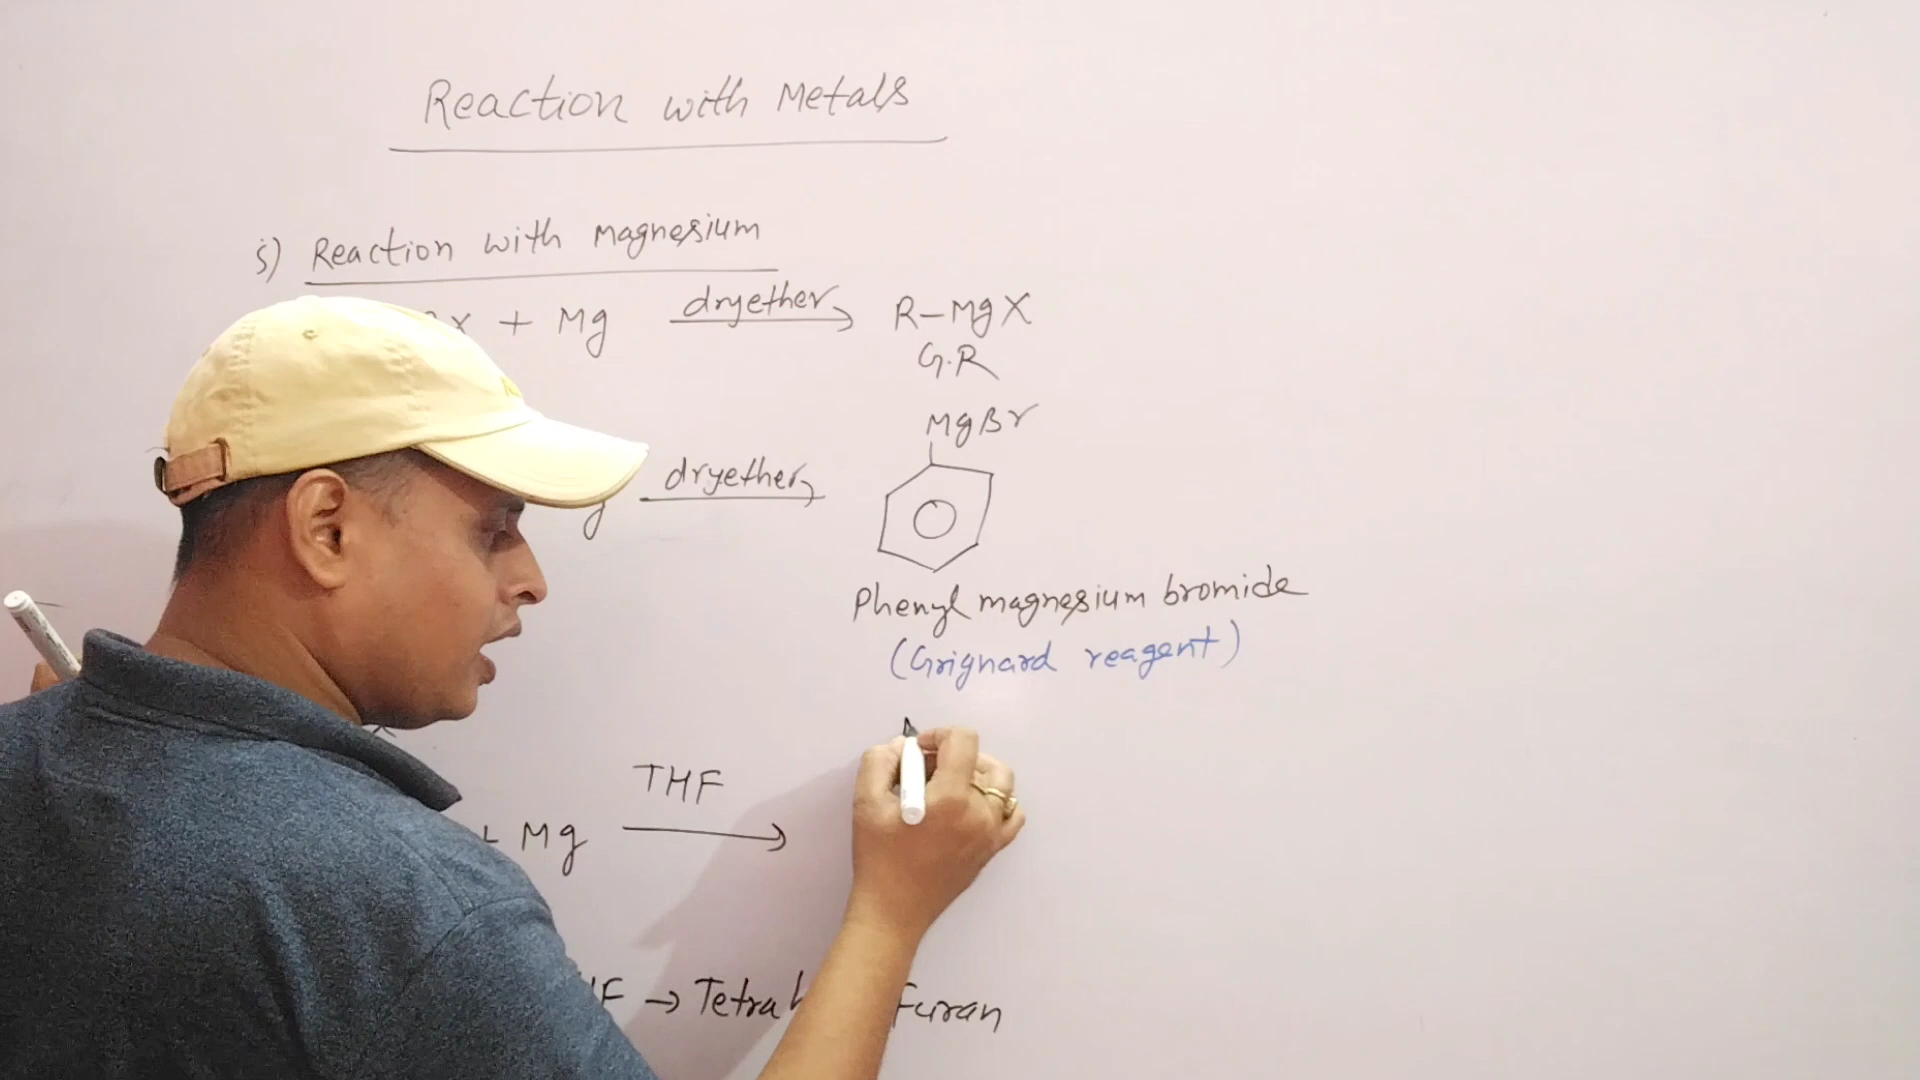 Reaction with Metals
i) Reaction with Magnesium
X + Mg dryether R-MgX
G.R
MgBr
dryether
Phenyl magnesium bromide
(Grignard reagent)
THF
+ Mg
→ Tetra Furan